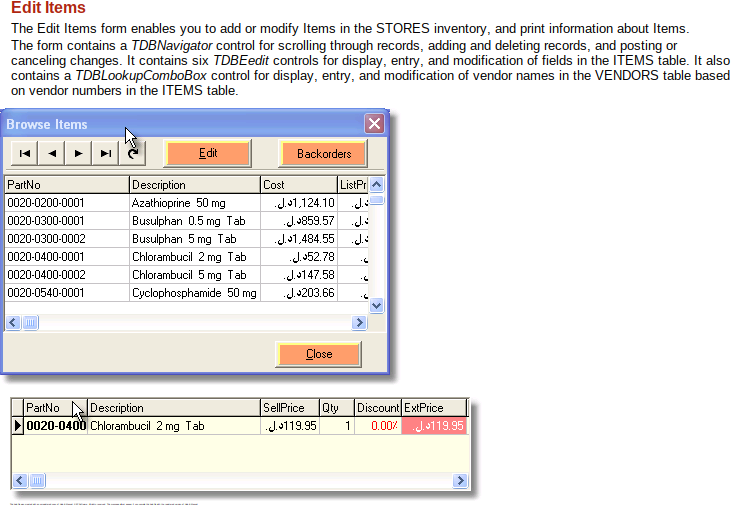 Edit Items
The Edit Items form enables you to add or modify Items in the STORES inventory, and print information about Items.
The form contains a TDBNavigator control for scrolling through records, adding and deleting records, and posting or
canceling changes. It contains six TDBEedit controls for display, entry, and modification of fields in the ITEMS table. It also
contains a TDBLookupComboBox control for display, entry, and modification of vendor names in the VENDORS table based
on vendor numbers in the ITEMS table.
Browse Items
Edit Backorders
PartNo Description Cost ListPr
0020-0200-0001 Azathioprine 50 mg د.ل.1,124.10
0020-0300-0001 Busulphan 0.5 mg Tab د.ل.859.57
0020-0300-0002 Busulphan 5 mg Tab د.ل.1,484.55
0020-0400-0001 Chlorambucil 2 mg Tab د.ل.52.78
0020-0400-0002 Chlorambucil 5 mg Tab د.ل.147.58
0020-0540-0001 Cyclophosphamide 50 mg د.ل.203.66
Close
PartNo Description SellPrice Qty Discount ExtPrice
0020-0400 Chlorambucil 2 mg Tab د.ل.119.95 1 0.00% د.ل.119.95